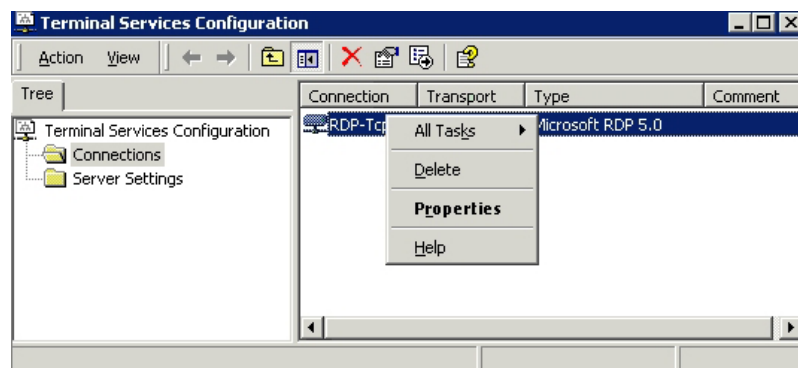 Terminal Services Configuration
Action View
Tree
Connection Transport Type Comment
Terminal Services Configuration
Connections
Server Settings
RDP-Tcp Microsoft RDP 5.0
All Tasks
Delete
Properties
Help